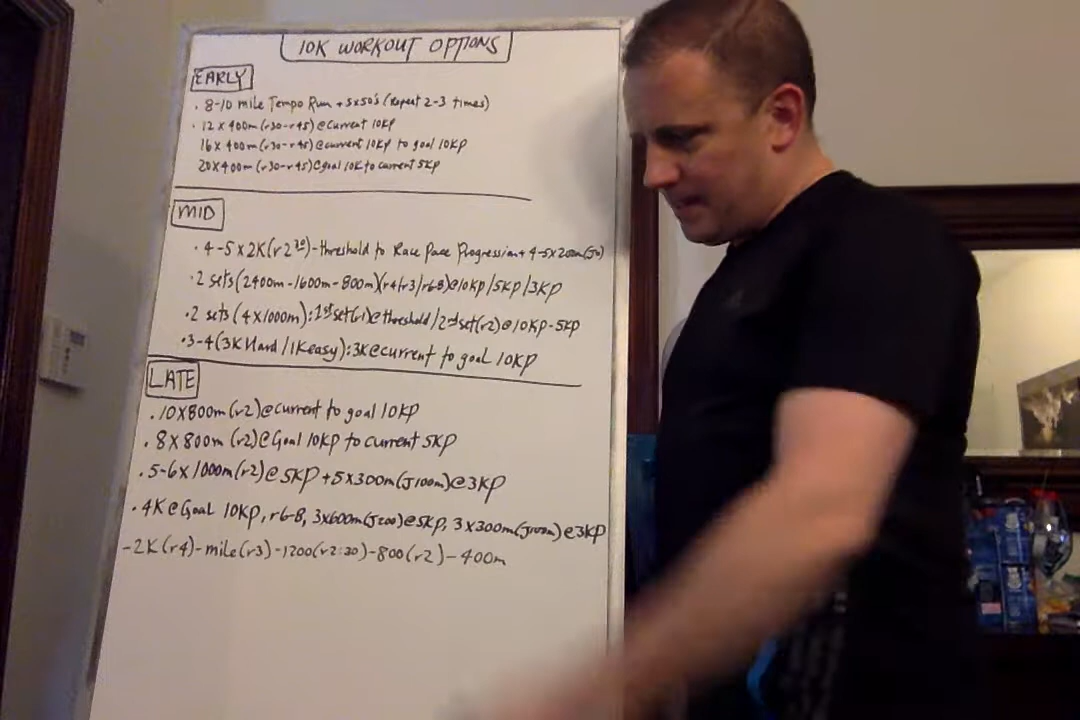 10K WORKOUT OPTIONS
EARLY
. 8-10 mile Tempo Run + 5x50's (Repeat 2-3 times)
. 12 x 400m (r30-r45) @ Current 10KP
16 x 400m (r30-r45) @ current 10KP to goal 10KP
20 x 400m (r30-r45) @ goal 10K to current 5KP
MID
. 4-5 x 2K (r2³⁰) - threshold to Race Pace Progression + 4-5 x 200m (J0)
. 2 sets (2400m - 1600m - 800m) (r4/r3/r6-8) @ 10KP / 5KP / 3KP
. 2 sets (4 x 1000m): 1st set (r1) @ threshold / 2nd set (r2) @ 10KP - 5KP
. 3-4 (3K Hard / 1K easy): 3K @ current to goal 10KP
LATE
. 10 x 800m (r2) @ current to goal 10KP
. 8 x 800m (r2) @ Goal 10KP to current 5KP
. 5-6 x 1000m (r2) @ 5KP + 5 x 300m (J100m) @ 3KP
. 4K @ Goal 10KP, r6-8, 3x600m (J200) @ 5KP, 3 x 300m (J100m) @ 3KP
- 2K (r4) - mile (r3) - 1200 (r2:30) - 800 (r2) - 400m